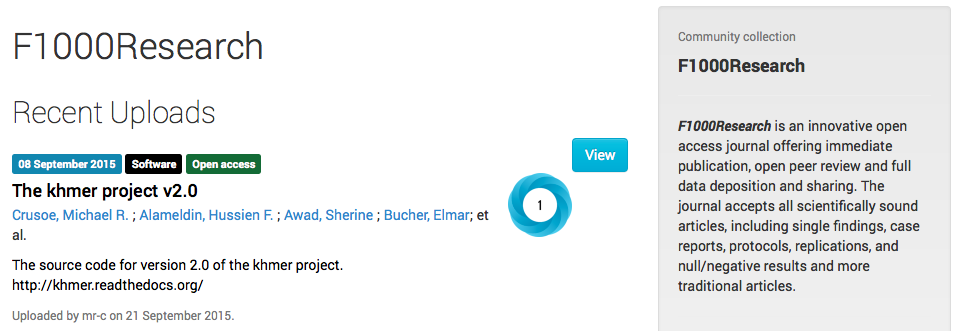 F1000Research
Recent Uploads
08 September 2015 Software Open access
View
The khmer project v2.0
Crusoe, Michael R. ; Alameldin, Hussien F. ; Awad, Sherine ; Bucher, Elmar; et
al.
1
The source code for version 2.0 of the khmer project.
http://khmer.readthedocs.org/
Uploaded by mr-c on 21 September 2015.
Community collection
F1000Research
F1000Research is an innovative open
access journal offering immediate
publication, open peer review and full
data deposition and sharing. The
journal accepts all scientifically sound
articles, including single findings, case
reports, protocols, replications, and
null/negative results and more
traditional articles.